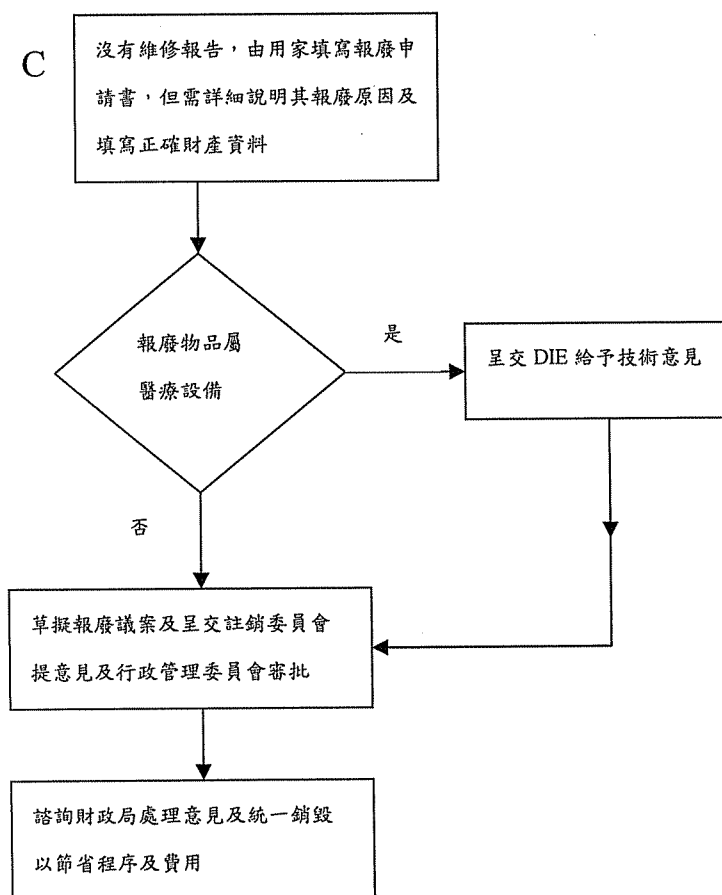 C
沒有維修報告，由用家填寫報廢申
請書，但需詳細說明其報廢原因及
填寫正確財產資料
報廢物品屬
醫療設備
是
呈交 DIE 給予技術意見
否
草擬報廢議案及呈交註銷委員會
提意見及行政管理委員會審批
諮詢財政局處理意見及統一銷毀
以節省程序及費用